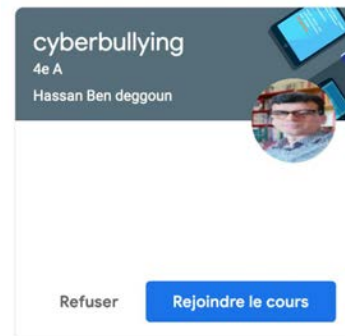 cyberbullying
4e A
Hassan Ben deggoun
Refuser
Rejoindre le cours